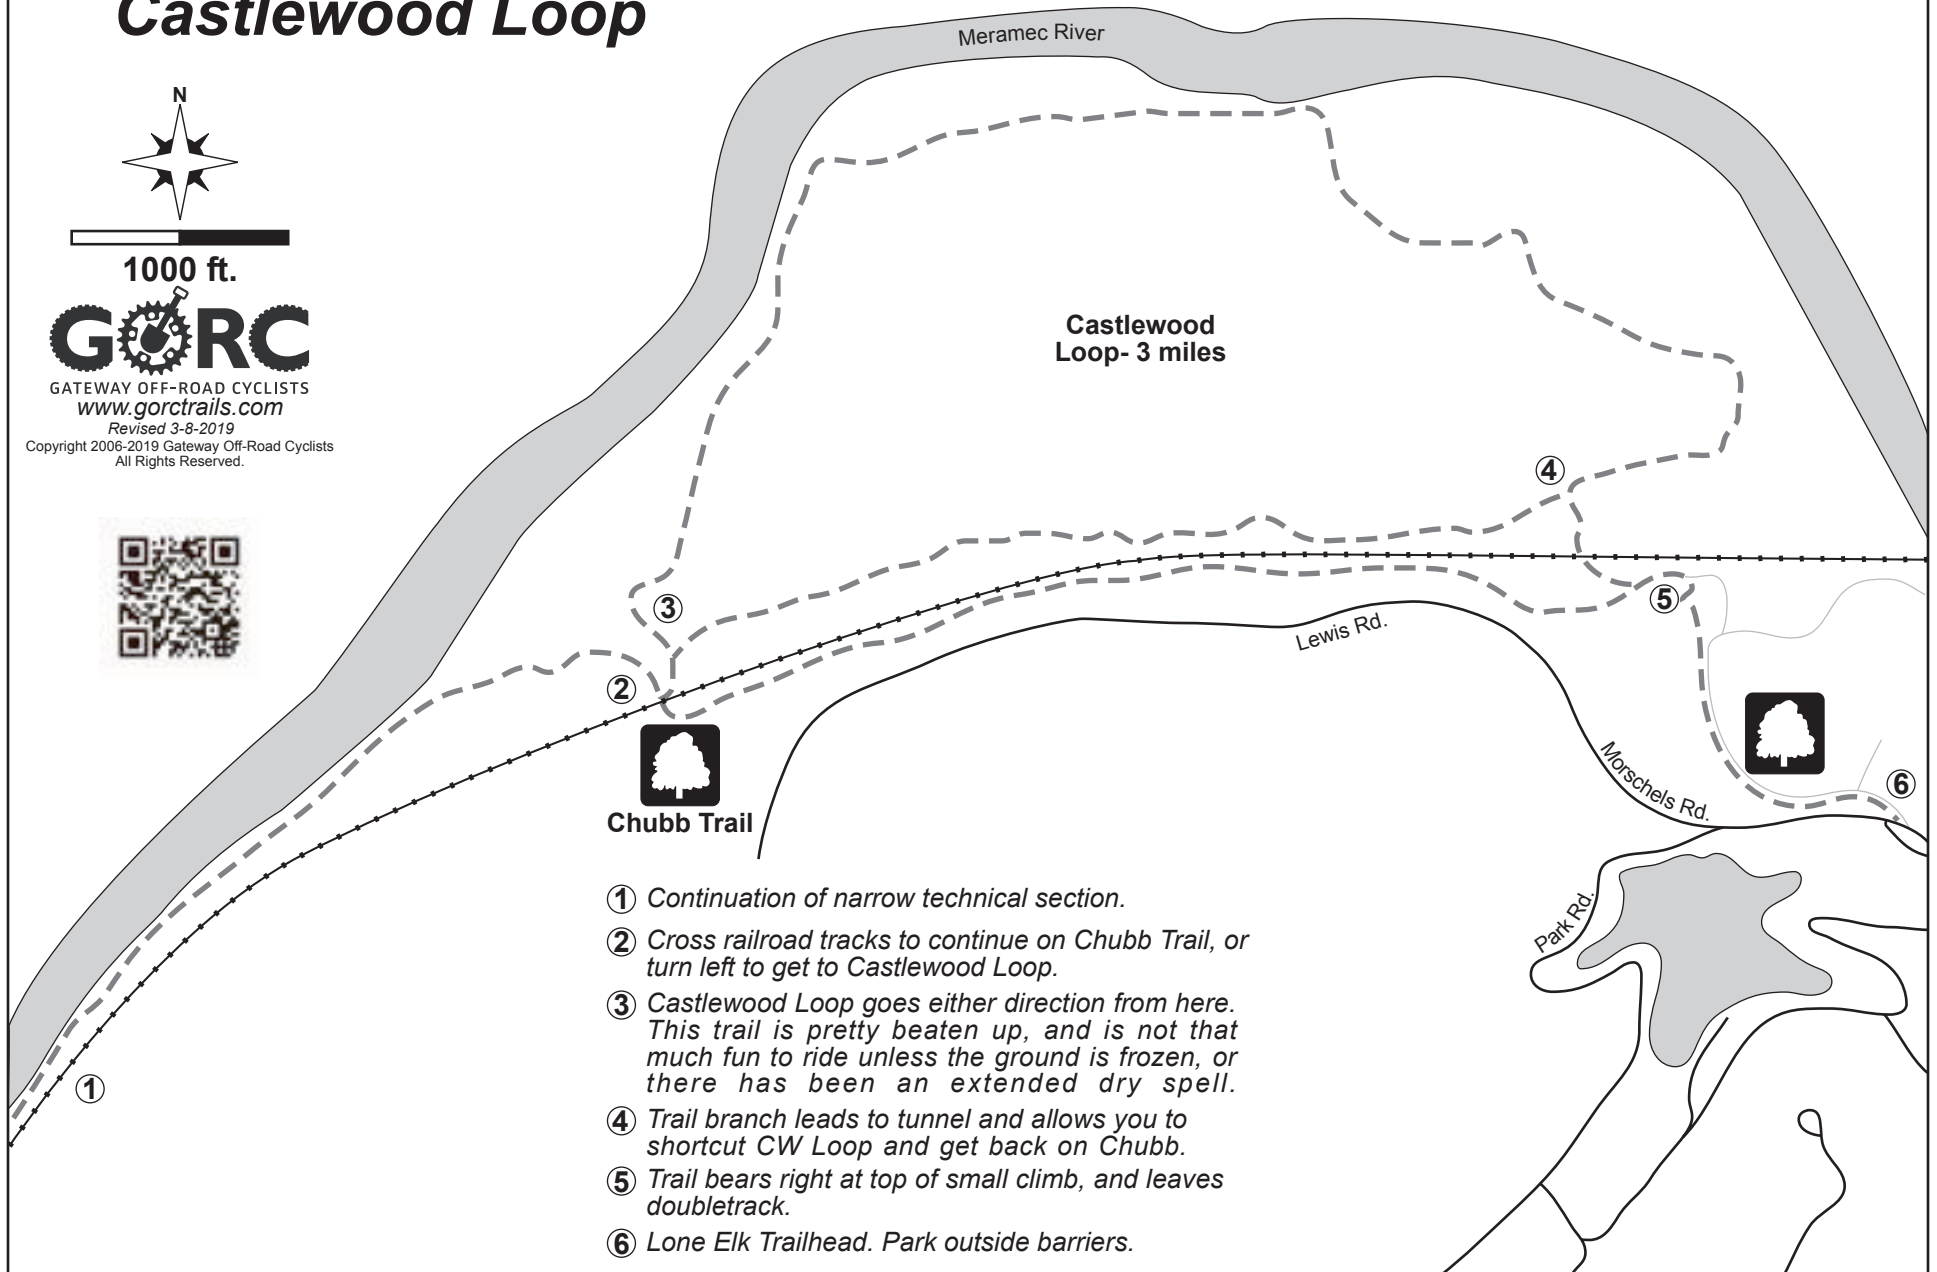 Castlewood Loop
Meramec River
N
1000 ft.
GORC
GATEWAY OFF-ROAD CYCLISTS
www.gorctrails.com
Revised 3-8-2019
Copyright 2006-2019 Gateway Off-Road Cyclists
All Rights Reserved.
Castlewood
Loop- 3 miles
4
3
5
Lewis Rd.
2
Morschels Rd.
6
Chubb Trail
Park Rd.
1
1 Continuation of narrow technical section.
2 Cross railroad tracks to continue on Chubb Trail, or
turn left to get to Castlewood Loop.
3 Castlewood Loop goes either direction from here.
This trail is pretty beaten up, and is not that
much fun to ride unless the ground is frozen, or
there has been an extended dry spell.
4 Trail branch leads to tunnel and allows you to
shortcut CW Loop and get back on Chubb.
5 Trail bears right at top of small climb, and leaves
doubletrack.
6 Lone Elk Trailhead. Park outside barriers.